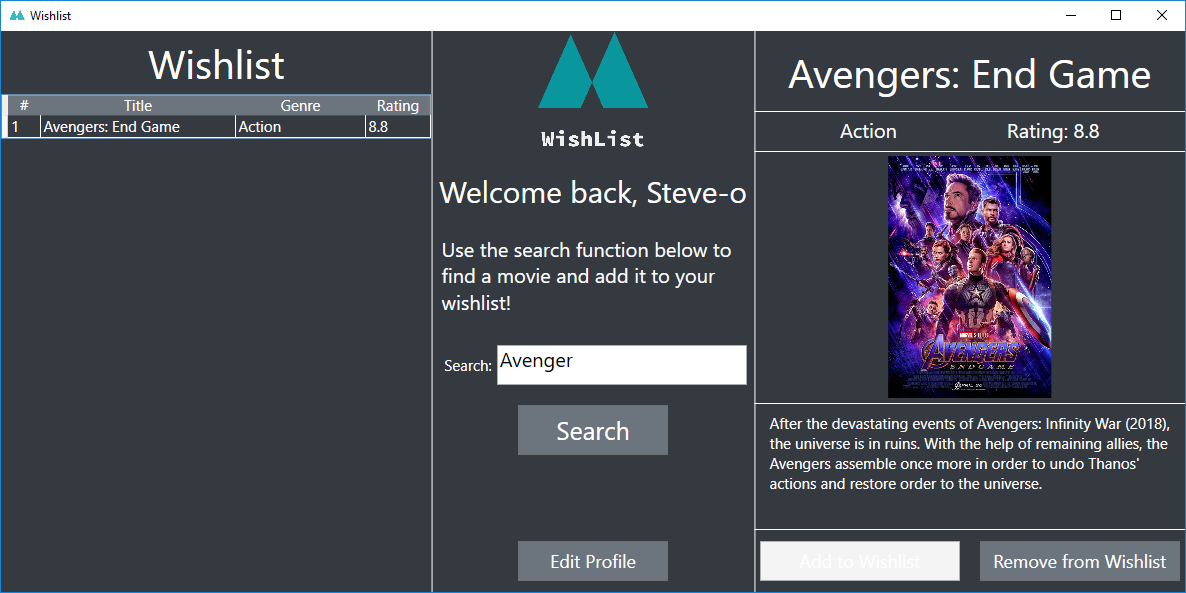 Wishlist
Wishlist
# Title Genre Rating
1 Avengers: End Game Action 8.8
WishList
Welcome back, Steve-o
Use the search function below to
find a movie and add it to your
wishlist!
Search: Avenger
Search
Edit Profile
Avengers: End Game
Action Rating: 8.8
MARVEL STUDIOS
AVENGERS
ENDGAME
After the devastating events of Avengers: Infinity War (2018),
the universe is in ruins. With the help of remaining allies, the
Avengers assemble once more in order to undo Thanos'
actions and restore order to the universe.
Add to Wishlist Remove from Wishlist